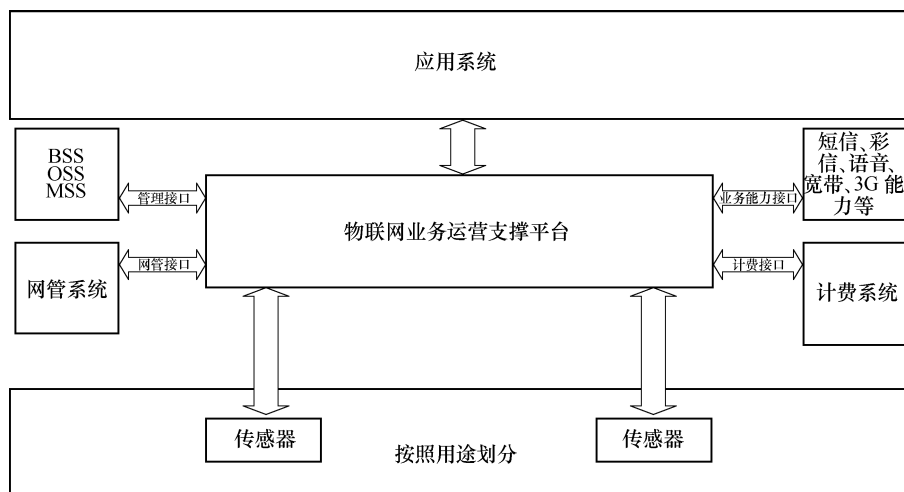 应用系统
BSS
OSS
MSS
短信、彩
信、语音、
宽带、3G 能
力等
管理接口
业务能力接口
物联网业务运营支撑平台
网管系统
网管接口
计费接口
计费系统
传感器
按照用途划分
传感器